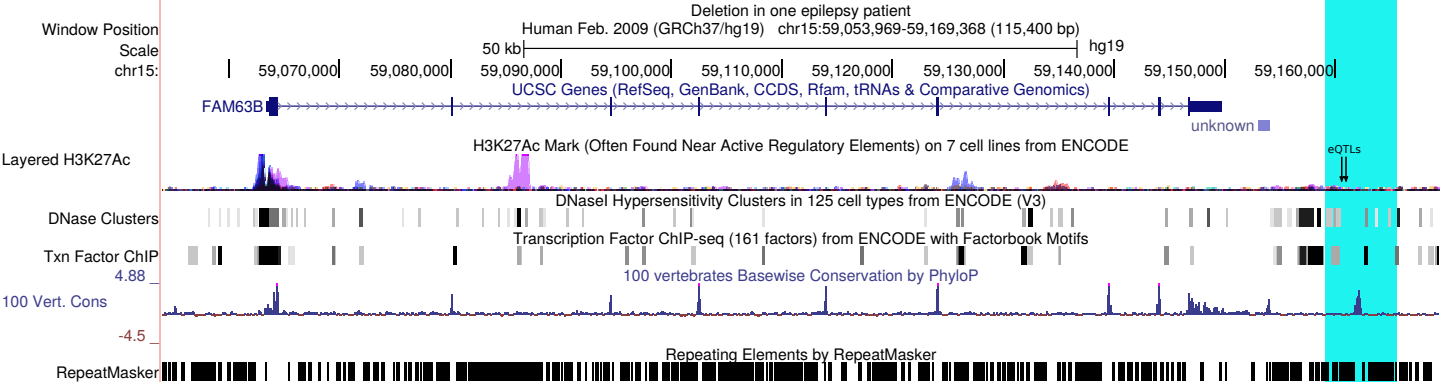 Deletion in one epilepsy patient
Window Position Human Feb. 2009 (GRCh37/hg19) chr15:59,053,969-59,169,368 (115,400 bp)
Scale 50 kb hg19
chr15: 59,070,000 59,080,000 59,090,000 59,100,000 59,110,000 59,120,000 59,130,000 59,140,000 59,150,000 59,160,000
UCSC Genes (RefSeq, GenBank, CCDS, Rfam, tRNAs & Comparative Genomics)
FAM63B
unknown
H3K27Ac Mark (Often Found Near Active Regulatory Elements) on 7 cell lines from ENCODE
eQTLs
Layered H3K27Ac
DNaseI Hypersensitivity Clusters in 125 cell types from ENCODE (V3)
DNase Clusters
Transcription Factor ChIP-seq (161 factors) from ENCODE with Factorbook Motifs
Txn Factor ChIP
4.88 100 vertebrates Basewise Conservation by PhyloP
100 Vert. Cons
-4.5
Repeating Elements by RepeatMasker
RepeatMasker